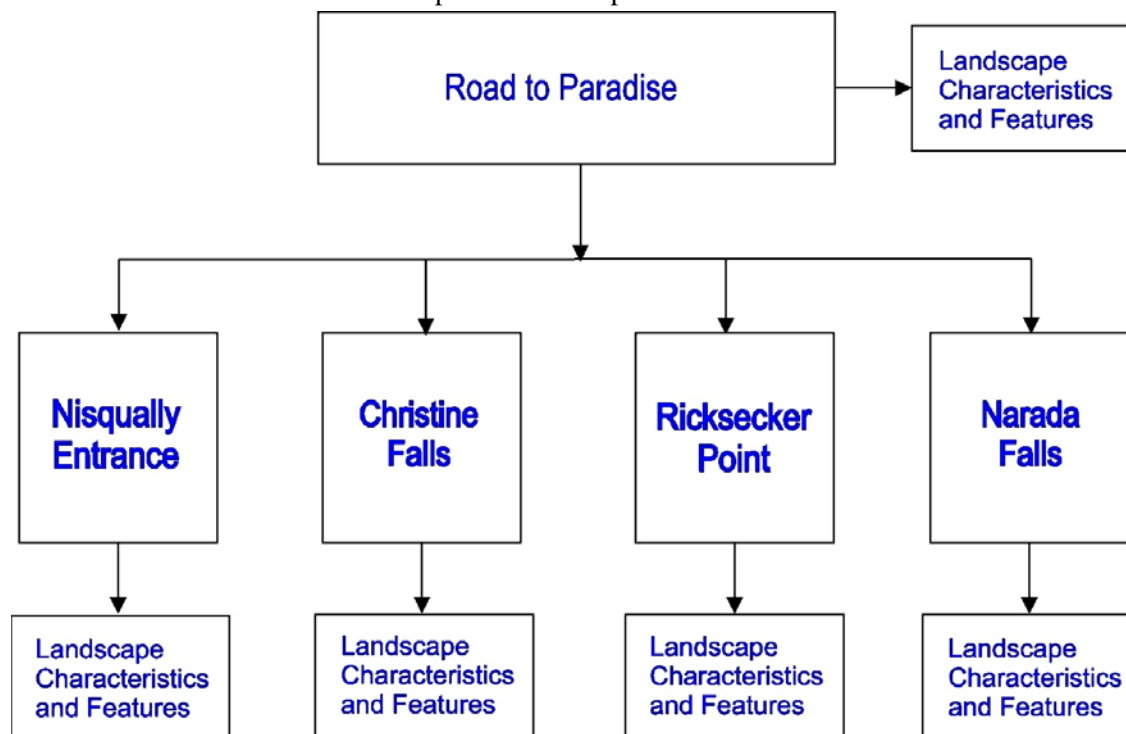 Road to Paradise
Landscape
Characteristics
and Features
Nisqually
Entrance
Christine
Falls
Ricksecker
Point
Narada
Falls
Landscape
Characteristics
and Features
Landscape
Characteristics
and Features
Landscape
Characteristics
and Features
Landscape
Characteristics
and Features